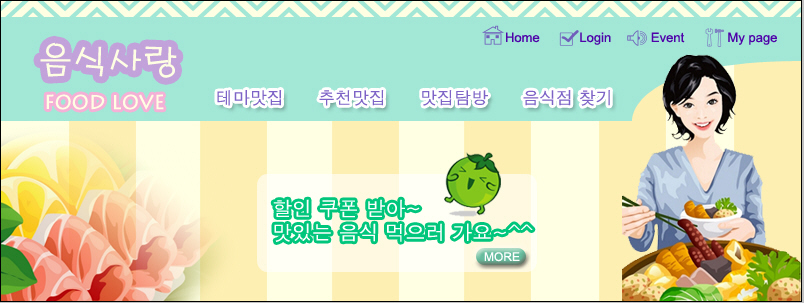 Home Login Event My page
음식사랑
FOOD LOVE
테마맛집 추천맛집 맛집탐방 음식점 찾기
할인 쿠폰 받아~
맛있는 음식 먹으러 가요~^^
MORE